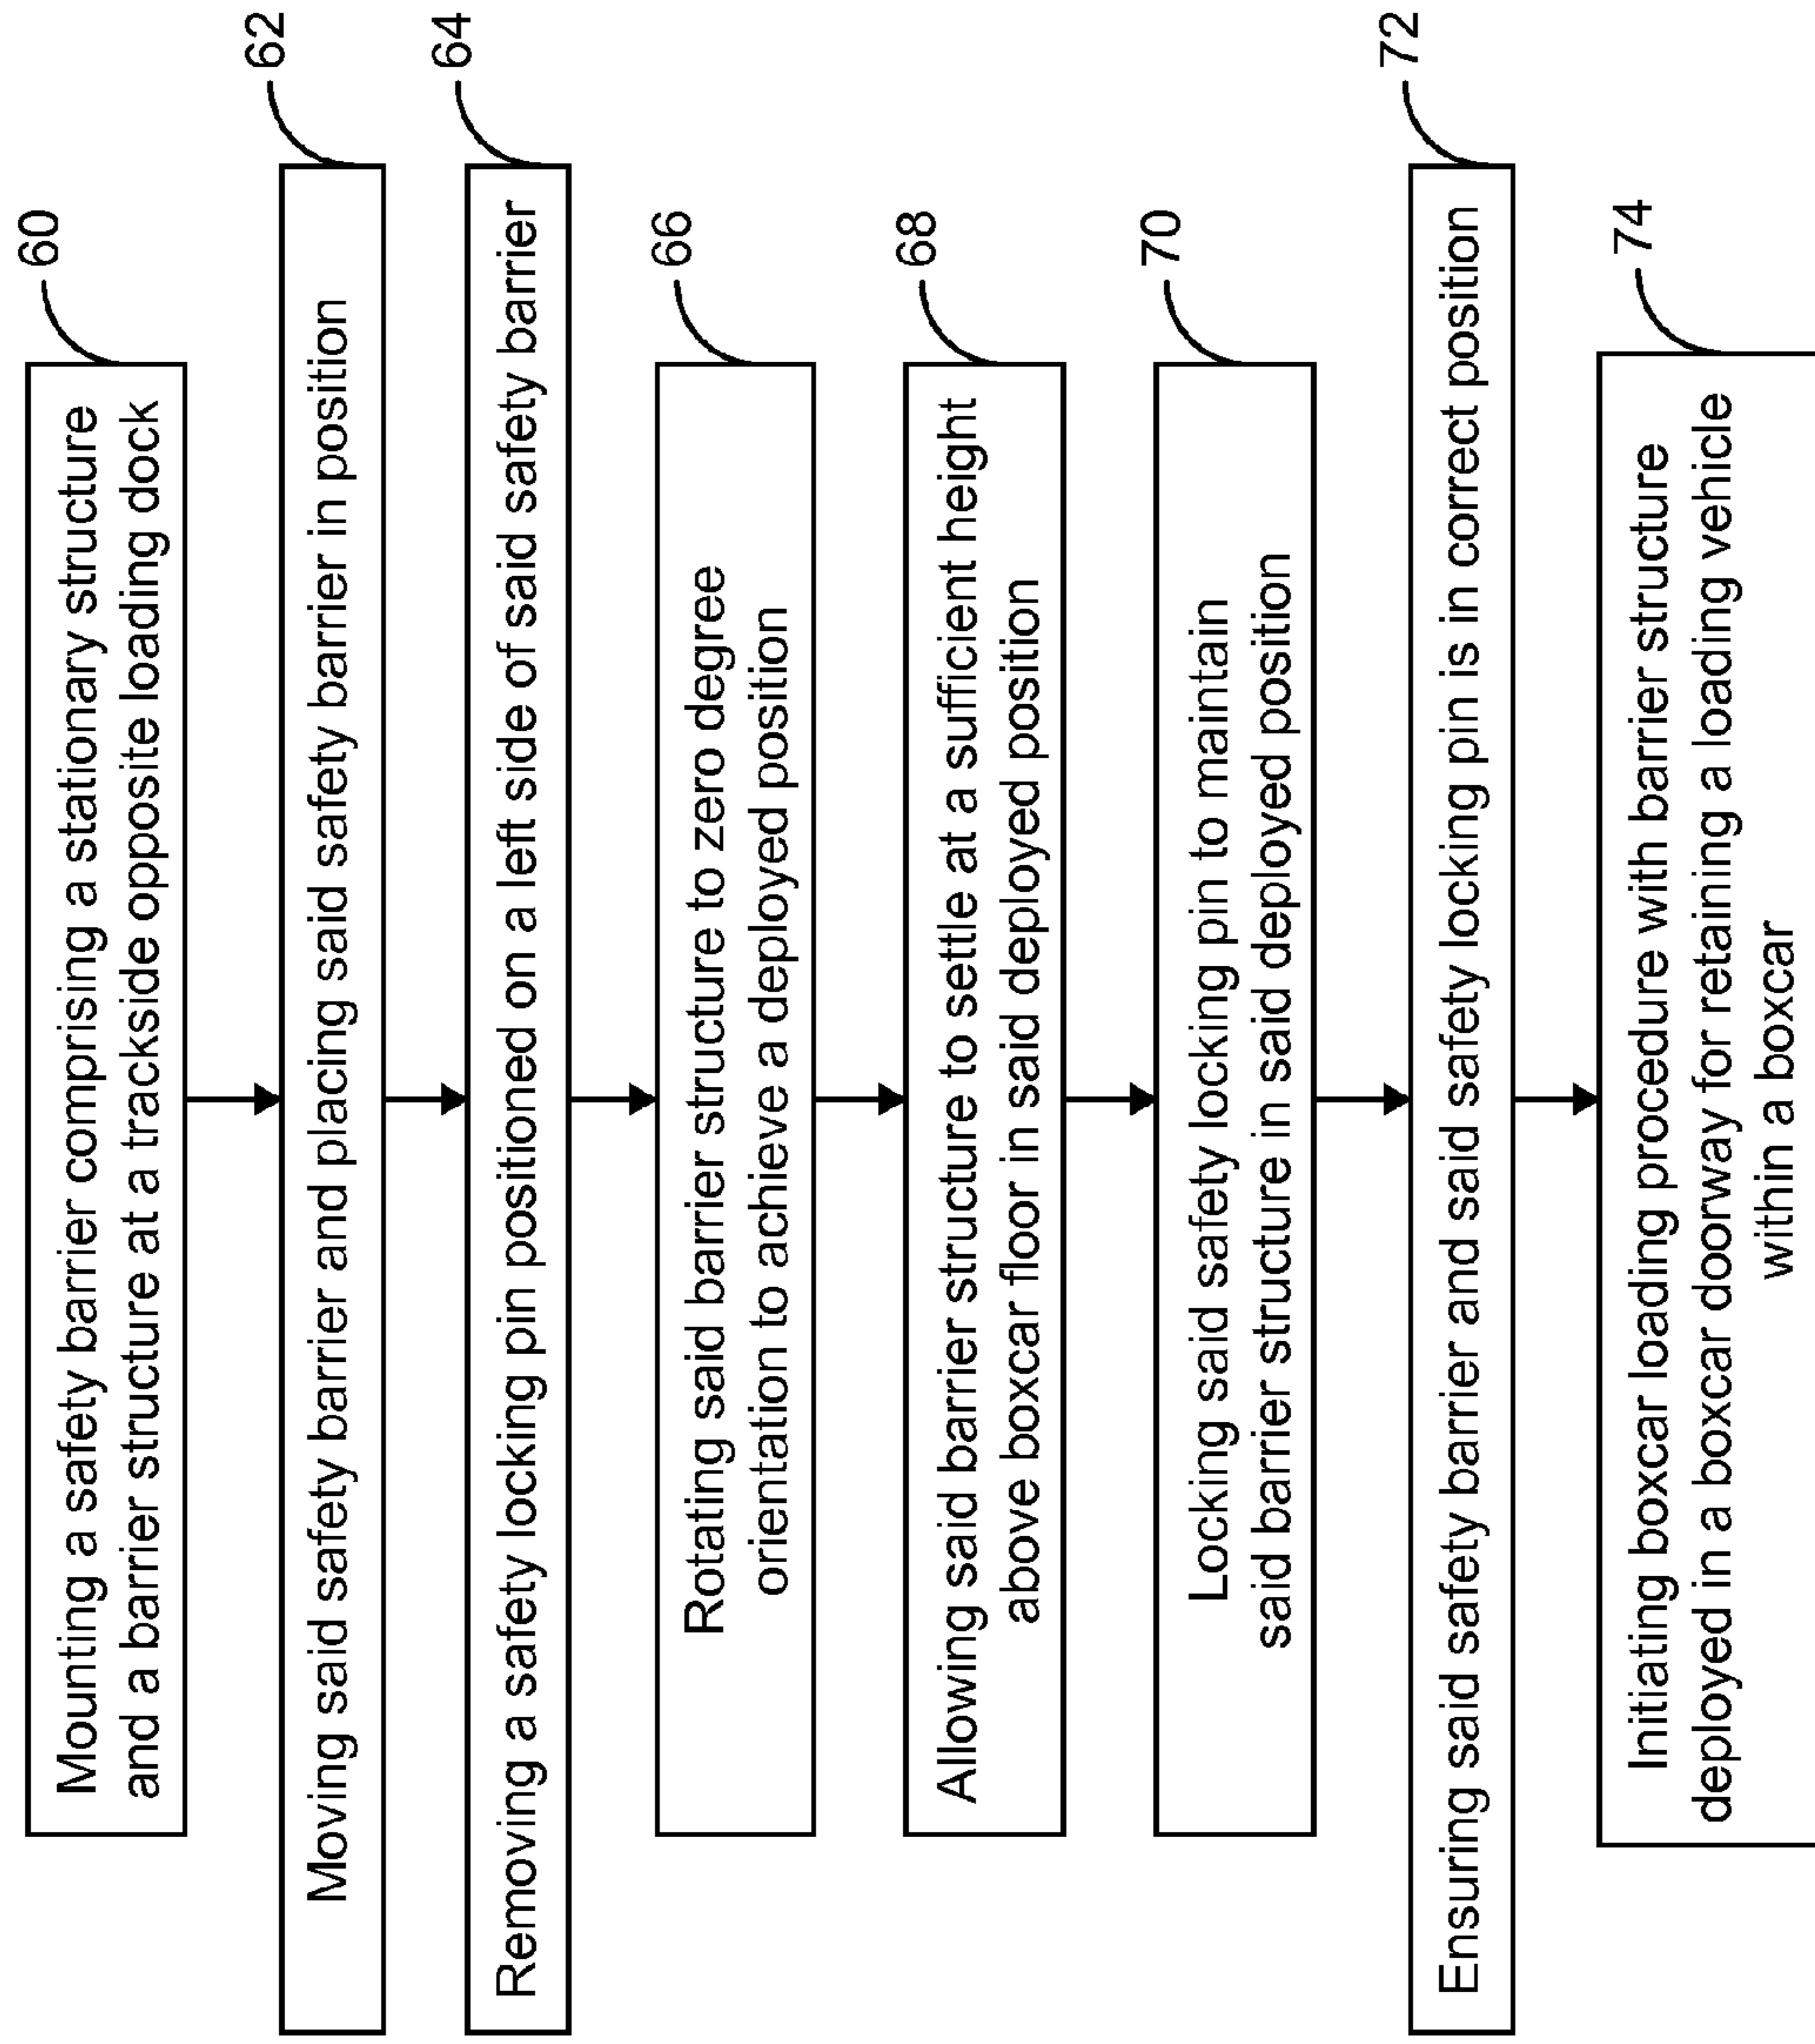 60
Mounting a safety barrier comprising a stationary structure
and a barrier structure at a trackside opposite loading dock
62
Moving said safety barrier and placing said safety barrier in position
64
Removing a safety locking pin positioned on a left side of said safety barrier
66
Rotating said barrier structure to zero degree
orientation to achieve a deployed position
68
Allowing said barrier structure to settle at a sufficient height
above boxcar floor in said deployed position
70
Locking said safety locking pin to maintain
said barrier structure in said deployed position
72
Ensuring said safety barrier and said safety locking pin is in correct position
74
Initiating boxcar loading procedure with barrier structure
deployed in a boxcar doorway for retaining a loading vehicle
within a boxcar